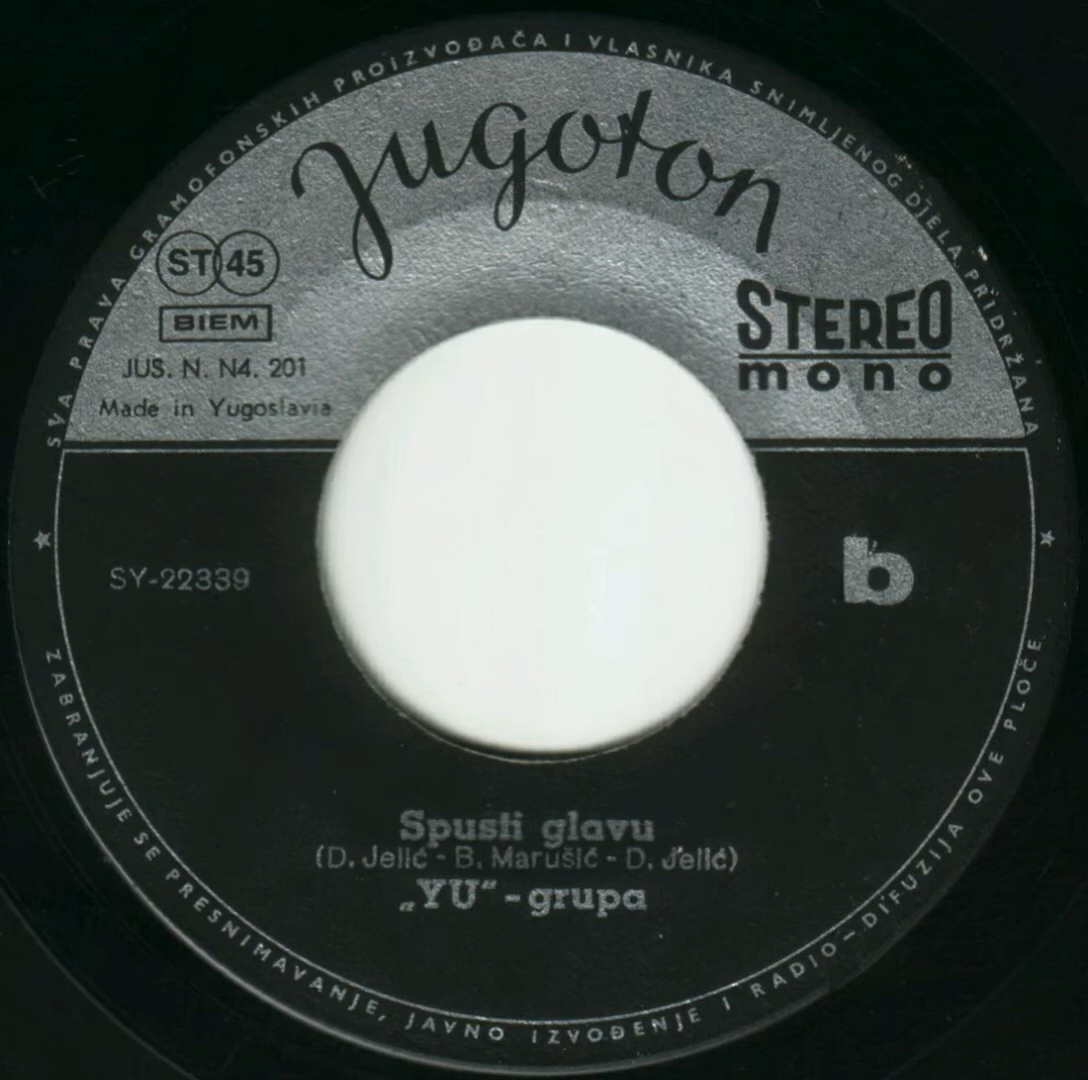 SVA PRAVA GRAMOFONSKIH PROIZVOĐAČA I VLASNIKA SNIMLJENOG DJELA PRIDRŽANA
Jugoton
ST 45
BIEM
JUS. N. N4. 201
Made in Yugoslavia
STEREO
mono
SY-22339
b
Spusti glavu
(D. Jelić - B. Marušić - D. Jelić)
„YU“ - grupa
ZABRANJUJE SE PRESNIMAVANJE, JAVNO IZVOĐENJE I RADIO-DIFUZIJA OVE PLOČE